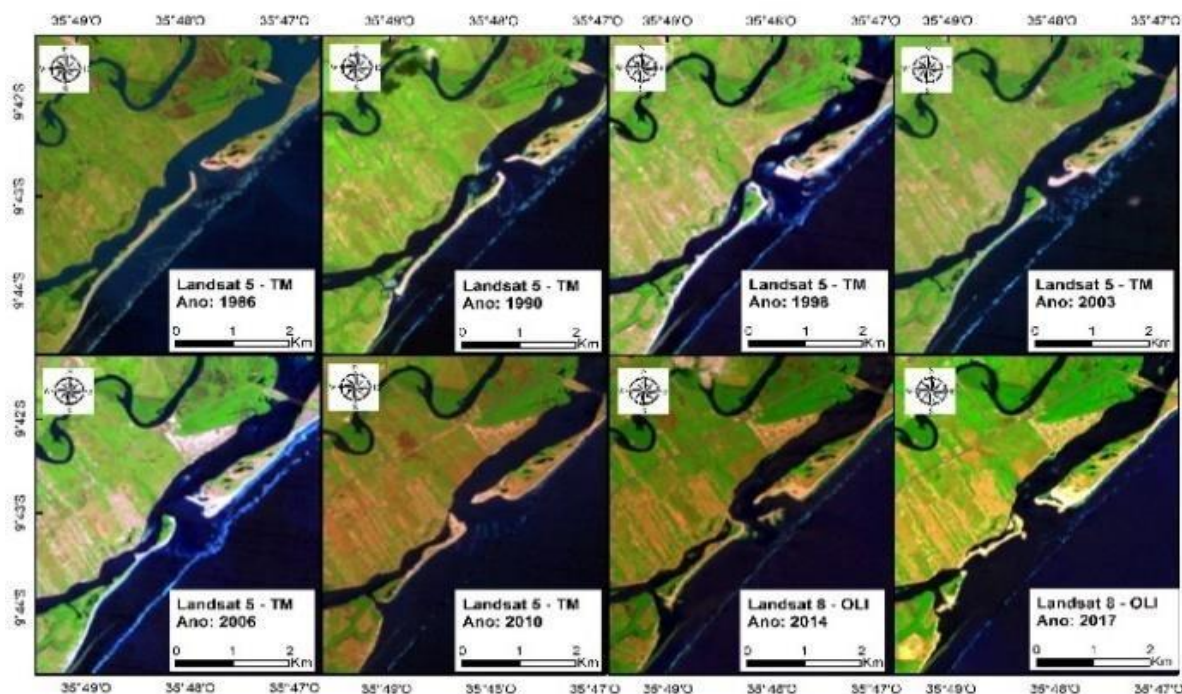 35°49'O 35°48'O 35°47'O 35°48'O 35°47'O 35°49'O 35°48'O 35°47'O 35°49'O 35°48'O 35°47'O
9°42'S
9°43'S
9°44'S
Landsat 5 - TM
Ano: 1986
0 1 2
Km
Landsat 5 - TM
Ano: 1990
0 1 2
Km
Landsat 5 - TM
Ano: 1998
0 1 2
Km
Landsat 5 - TM
Ano: 2003
0 1 2
Km
9°42'S
9°43'S
9°44'S
Landsat 5 - TM
Ano: 2006
0 1 2
Km
Landsat 5 - TM
Ano: 2010
0 1 2
Km
Landsat 8 - OLI
Ano: 2014
0 1 2
Km
Landsat 8 - OLI
Ano: 2017
0 1 2
Km
35°49'O 35°48'O 35°47'O 35°49'O 35°49'O 35°48'O 35°47'O 35°49'O 35°48'O